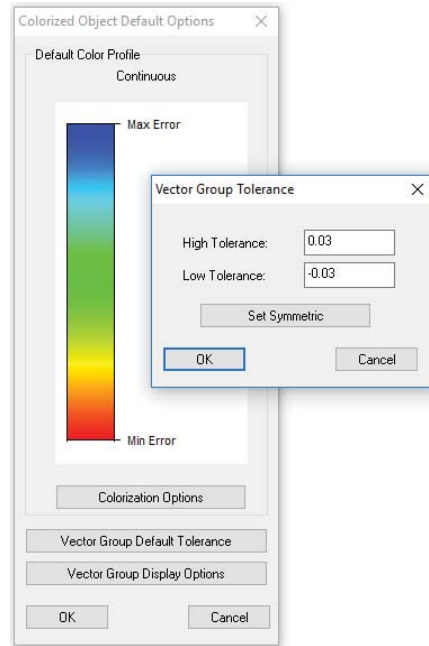 Colorized Object Default Options
Default Color Profile
Continuous
Max Error
Min Error
Colorization Options
Vector Group Default Tolerance
Vector Group Display Options
OK
Cancel
Vector Group Tolerance
High Tolerance:
0.03
Low Tolerance:
-0.03
Set Symmetric
OK
Cancel